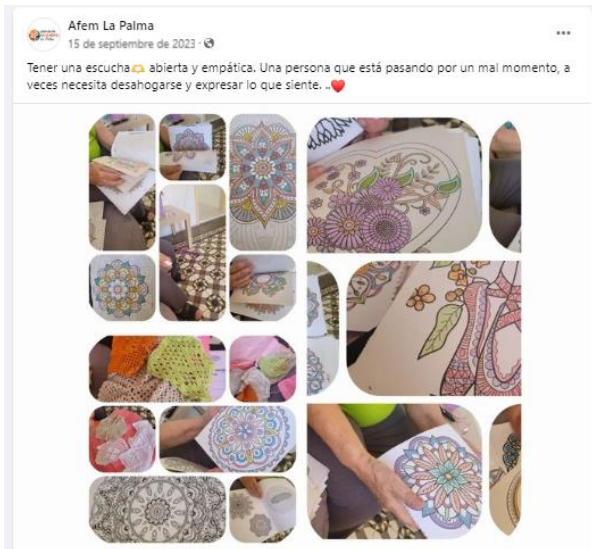 Afem La Palma
15 de septiembre de 2023 ·
Tener una escucha🫶 abierta y empática. Una persona que está pasando por un mal momento, a
veces necesita desahogarse y expresar lo que siente. ..❤️